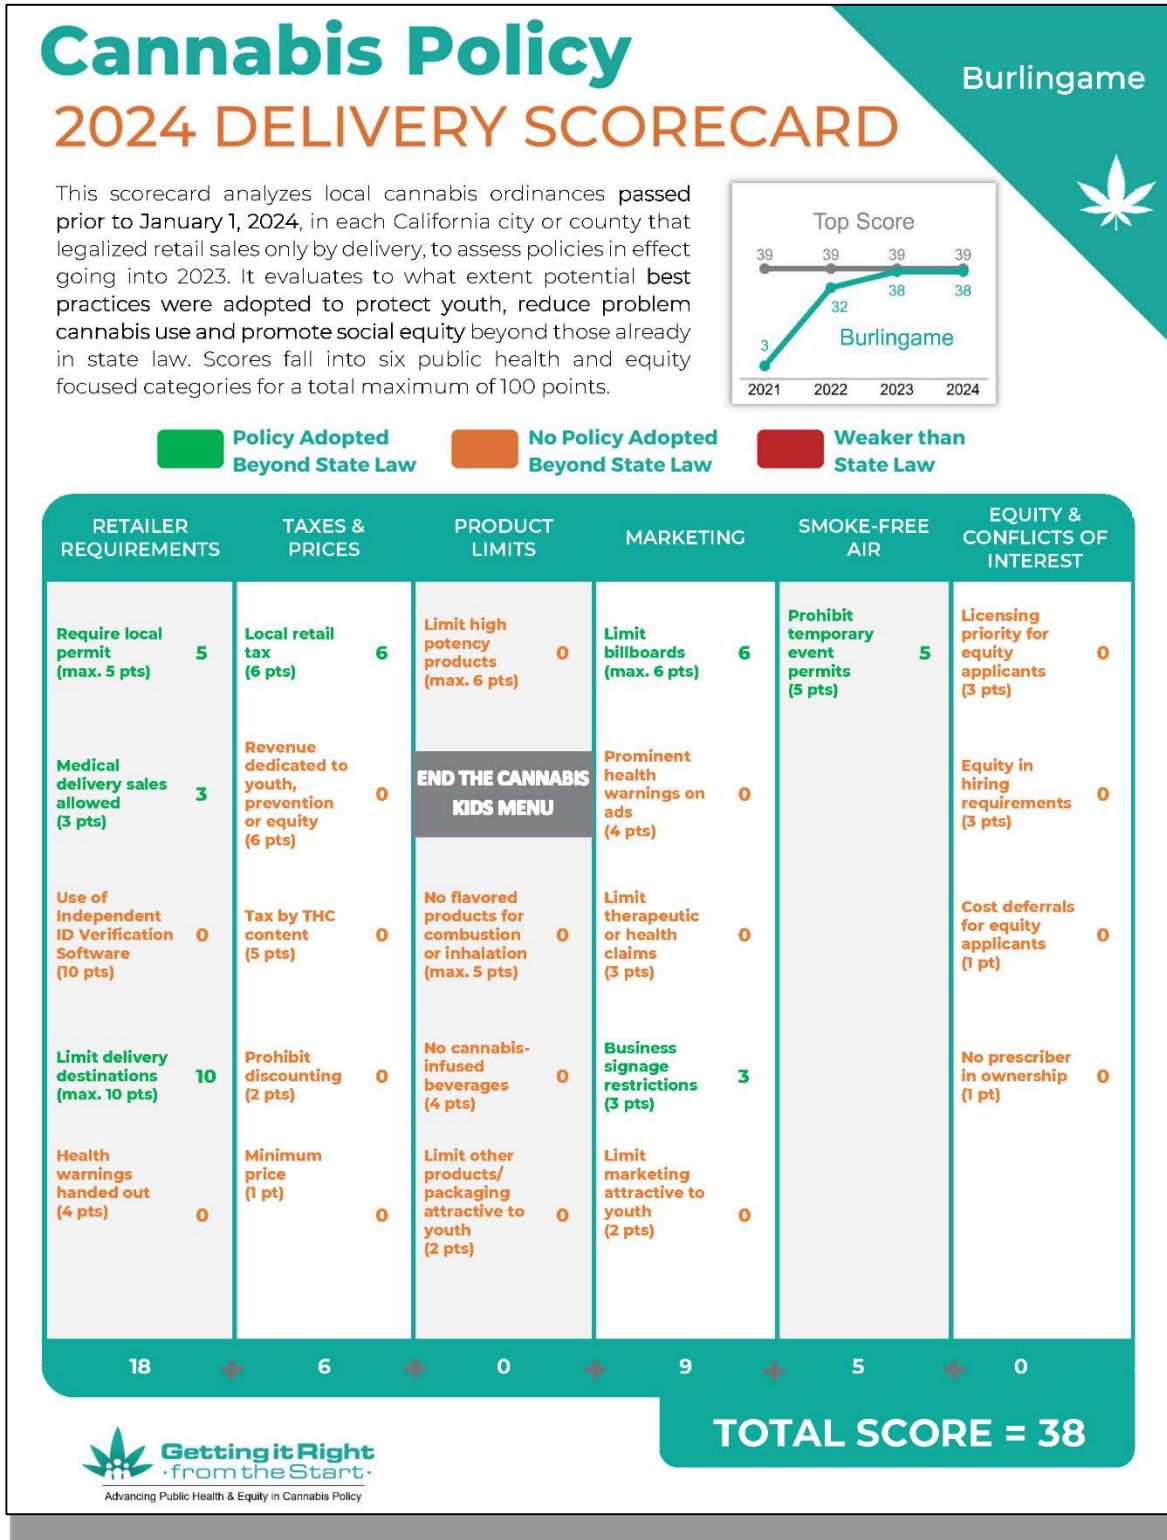 Cannabis Policy
2024 DELIVERY SCORECARD
Burlingame
This scorecard analyzes local cannabis ordinances passed
prior to January 1, 2024, in each California city or county that
legalized retail sales only by delivery, to assess policies in effect
going into 2023. It evaluates to what extent potential best
practices were adopted to protect youth, reduce problem
cannabis use and promote social equity beyond those already
in state law. Scores fall into six public health and equity
focused categories for a total maximum of 100 points.
Top Score
39 39 39 39
3 32 38 38
Burlingame
2021 2022 2023 2024
Policy Adopted
Beyond State Law
No Policy Adopted
Beyond State Law
Weaker than
State Law
RETAILER
REQUIREMENTS
Require local
permit 5
(max. 5 pts)
Medical
delivery sales
allowed 3
(3 pts)
Use of
Independent
ID Verification 0
Software
(10 pts)
Limit delivery
destinations 10
(max. 10 pts)
Health
warnings
handed out
(4 pts) 0
18
TAXES &
PRICES
Local retail
tax 6
(6 pts)
Revenue
dedicated to
youth, 0
prevention
or equity
(6 pts)
Tax by THC
content 0
(5 pts)
Prohibit
discounting 0
(2 pts)
Minimum
price
(1 pt)
0
+ 6
PRODUCT
LIMITS
Limit high
potency 0
products
(max. 6 pts)
END THE CANNABIS
KIDS MENU
No flavored
products for
combustion 0
or inhalation
(max. 5 pts)
No cannabis-
infused
beverages 0
(4 pts)
Limit other
products/
packaging
attractive to 0
youth
(2 pts)
+ 0
MARKETING
Limit
billboards 6
(max. 6 pts)
Prominent
health
warnings on 0
ads
(4 pts)
Limit
therapeutic
or health 0
claims
(3 pts)
Business
signage
restrictions 3
(3 pts)
Limit
marketing
attractive to
youth 0
(2 pts)
+ 9
SMOKE-FREE
AIR
Prohibit
temporary
event 5
permits
(5 pts)
+ 5
EQUITY &
CONFLICTS OF
INTEREST
Licensing
priority for
equity 0
applicants
(3 pts)
Equity in
hiring
requirements 0
(3 pts)
Cost deferrals
for equity 0
applicants
(1 pt)
No prescriber
in ownership 0
(1 pt)
+ 0
TOTAL SCORE = 38
Getting it Right
·from the Start·
Advancing Public Health & Equity in Cannabis Policy